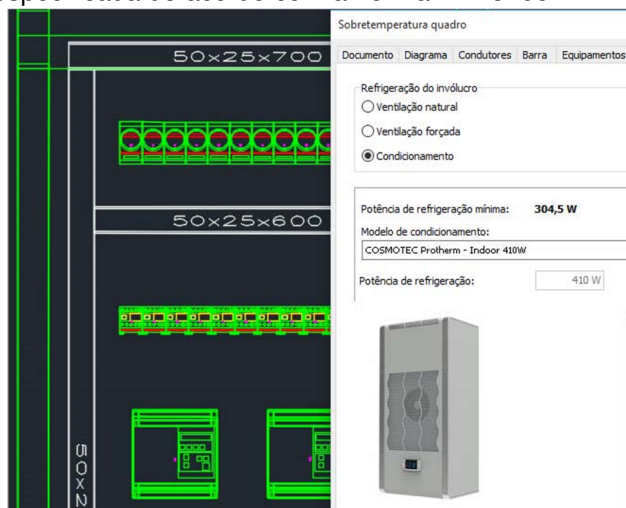 50x25x700
50x25x600
50x2
Sobretemperatura quadro
Documento Diagrama Condutores Barra Equipamentos
Refrigeração do invólucro
Ventilação natural
Ventilação forçada
Condicionamento
Potência de refrigeração mínima: 304,5 W
Modelo de condicionamento:
COSMOTEC Protherm - Indoor 410W
Potência de refrigeração: 410 W